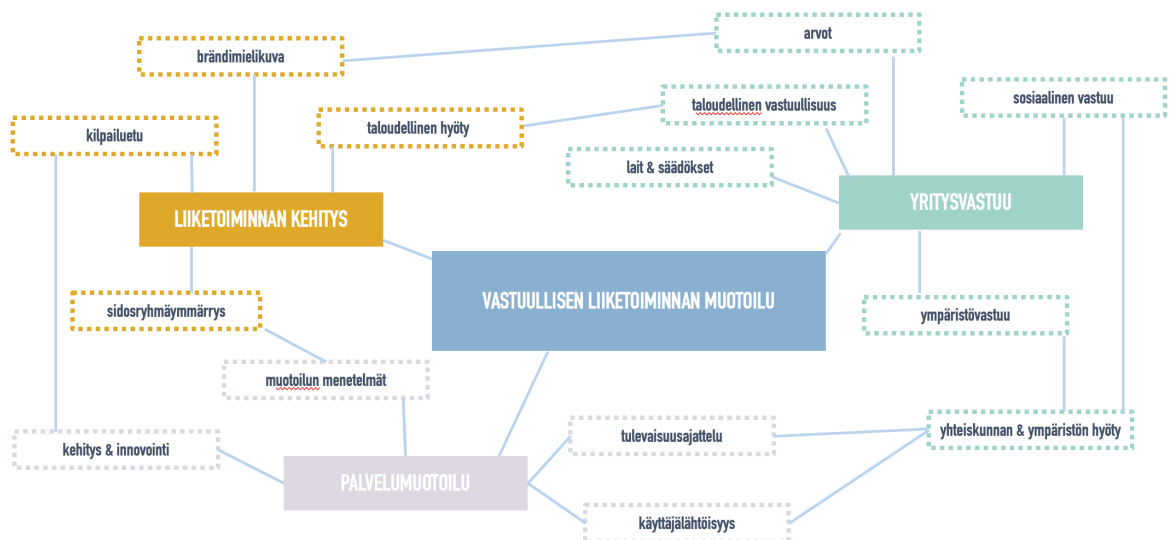 arvot
brändimielikuva
taloudellinen vastuullisuus
sosiaalinen vastuu
kilpailuetu
taloudellinen hyöty
lait & säädökset
LIIKETOIMINNAN KEHITYS
YRITYSVASTUU
VASTUULLISEN LIIKETOIMINNAN MUOTOILU
sidosryhmäymmärrys
ympäristövastuu
muotoilun menetelmät
kehitys & innovointi
tulevaisuusajattelu
yhteiskunnan & ympäristön hyöty
PALVELUMUOTOILU
käyttäjälähtöisyys